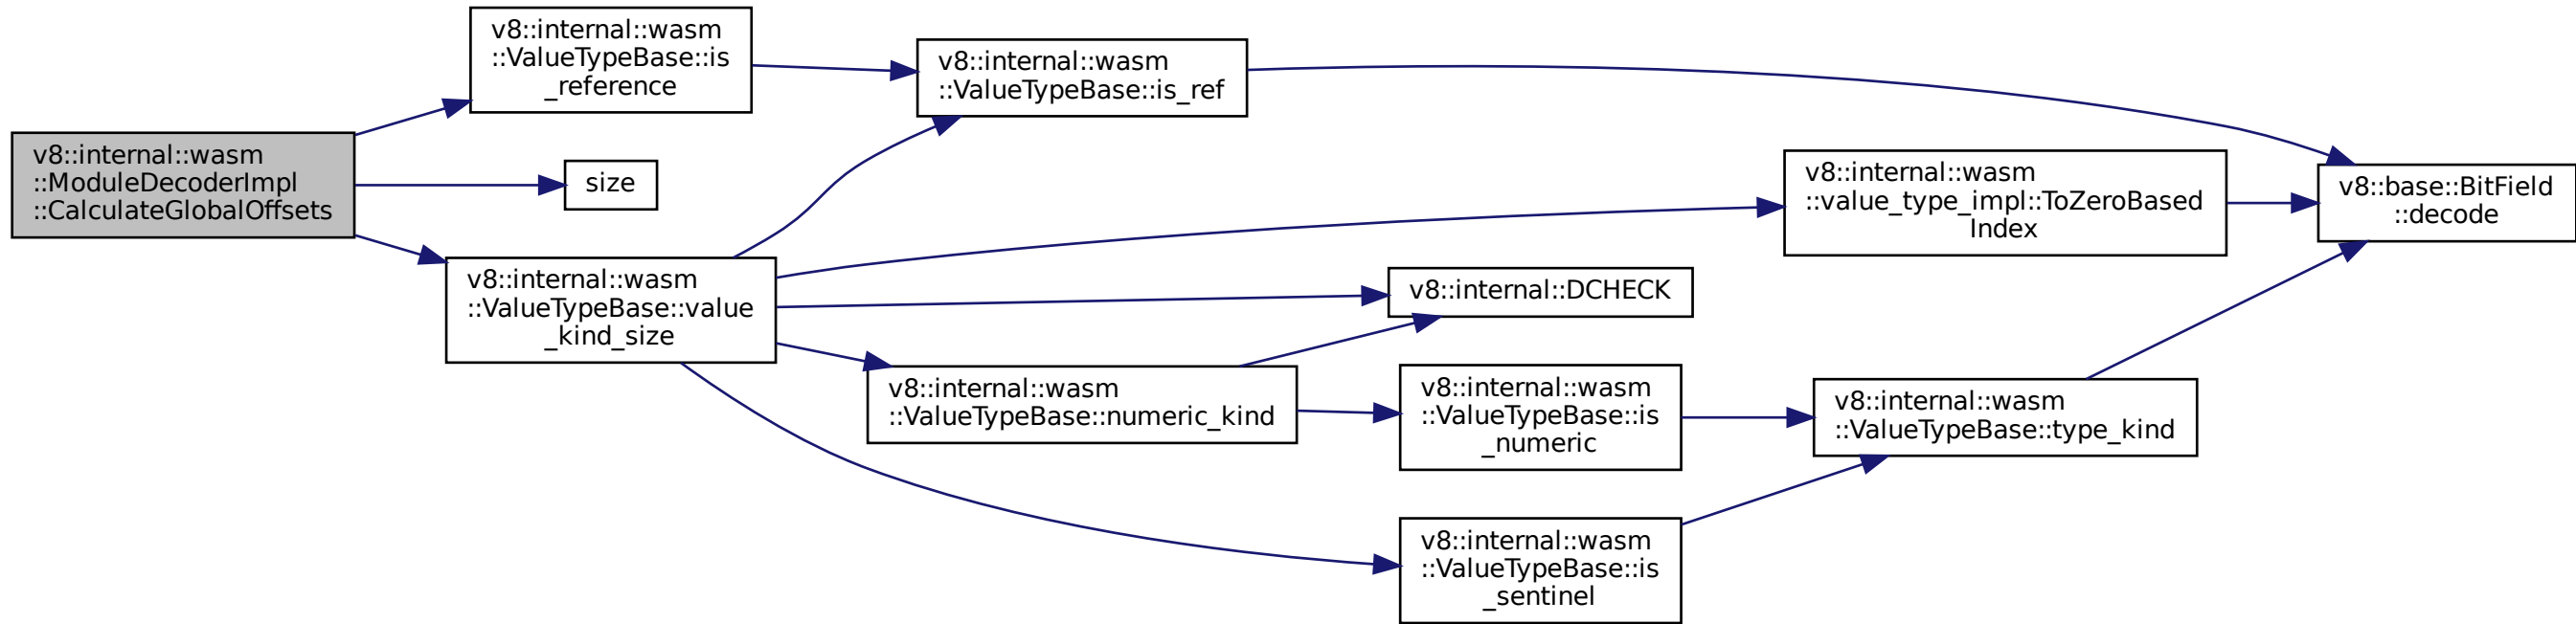 v8::internal::wasm
::ModuleDecoderImpl
::CalculateGlobalOffsets
v8::internal::wasm
::ValueTypeBase::is
_reference
size
v8::internal::wasm
::ValueTypeBase::value
_kind_size
v8::internal::wasm
::ValueTypeBase::is_ref
v8::internal::wasm
::ValueTypeBase::numeric_kind
v8::internal::DCHECK
v8::internal::wasm
::ValueTypeBase::is
_numeric
v8::internal::wasm
::ValueTypeBase::is
_sentinel
v8::internal::wasm
::value_type_impl::ToZeroBased
Index
v8::internal::wasm
::ValueTypeBase::type_kind
v8::base::BitField
::decode